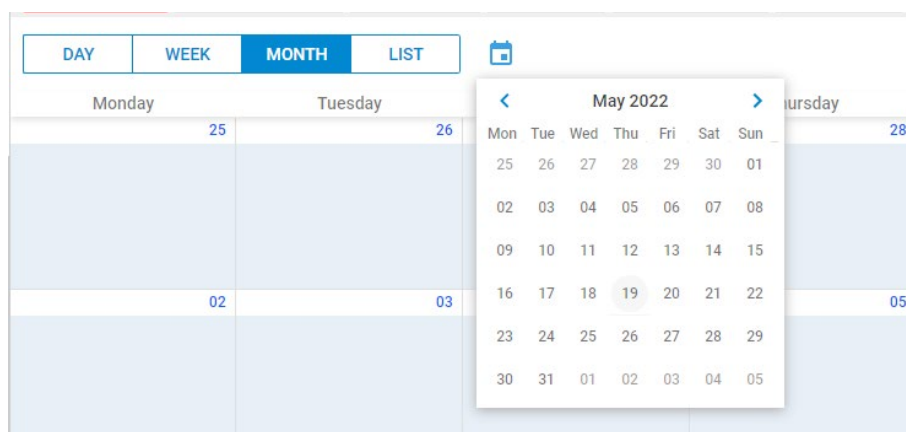 DAY WEEK MONTH LIST
Monday Tuesday
25 26 28
02 03 05
May 2022
Mon Tue Wed Thu Fri Sat Sun
25 26 27 28 29 30 01
02 03 04 05 06 07 08
09 10 11 12 13 14 15
16 17 18 19 20 21 22
23 24 25 26 27 28 29
30 31 01 02 03 04 05